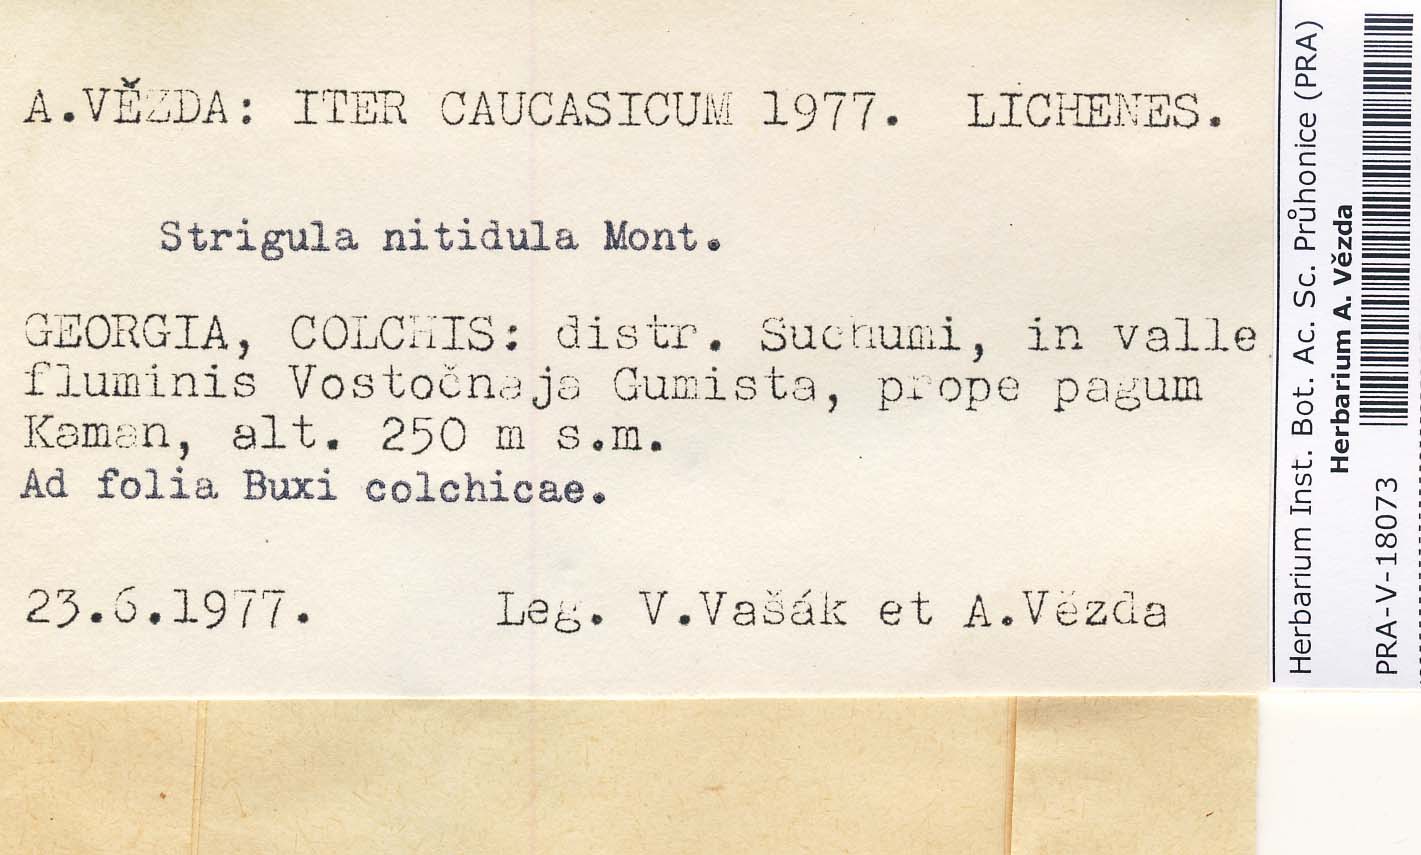 A.VĚZDA: ITER CAUCASICUM 1977. LICHENES.
Strigula nitidula Mont.
GEORGIA, COLCHIS: distr. Suchumi, in valle
fluminis Vostočnaja Gumista, prope pagum
Kaman, alt. 250 m s.m.
Ad folia Buxi colchicae.
23.6.1977. Leg. V.Vašák et A.Vězda
Herbarium Inst. Bot. Ac. Sc. Průhonice (PRA)
Herbarium A. Vězda
PRA-V-18073